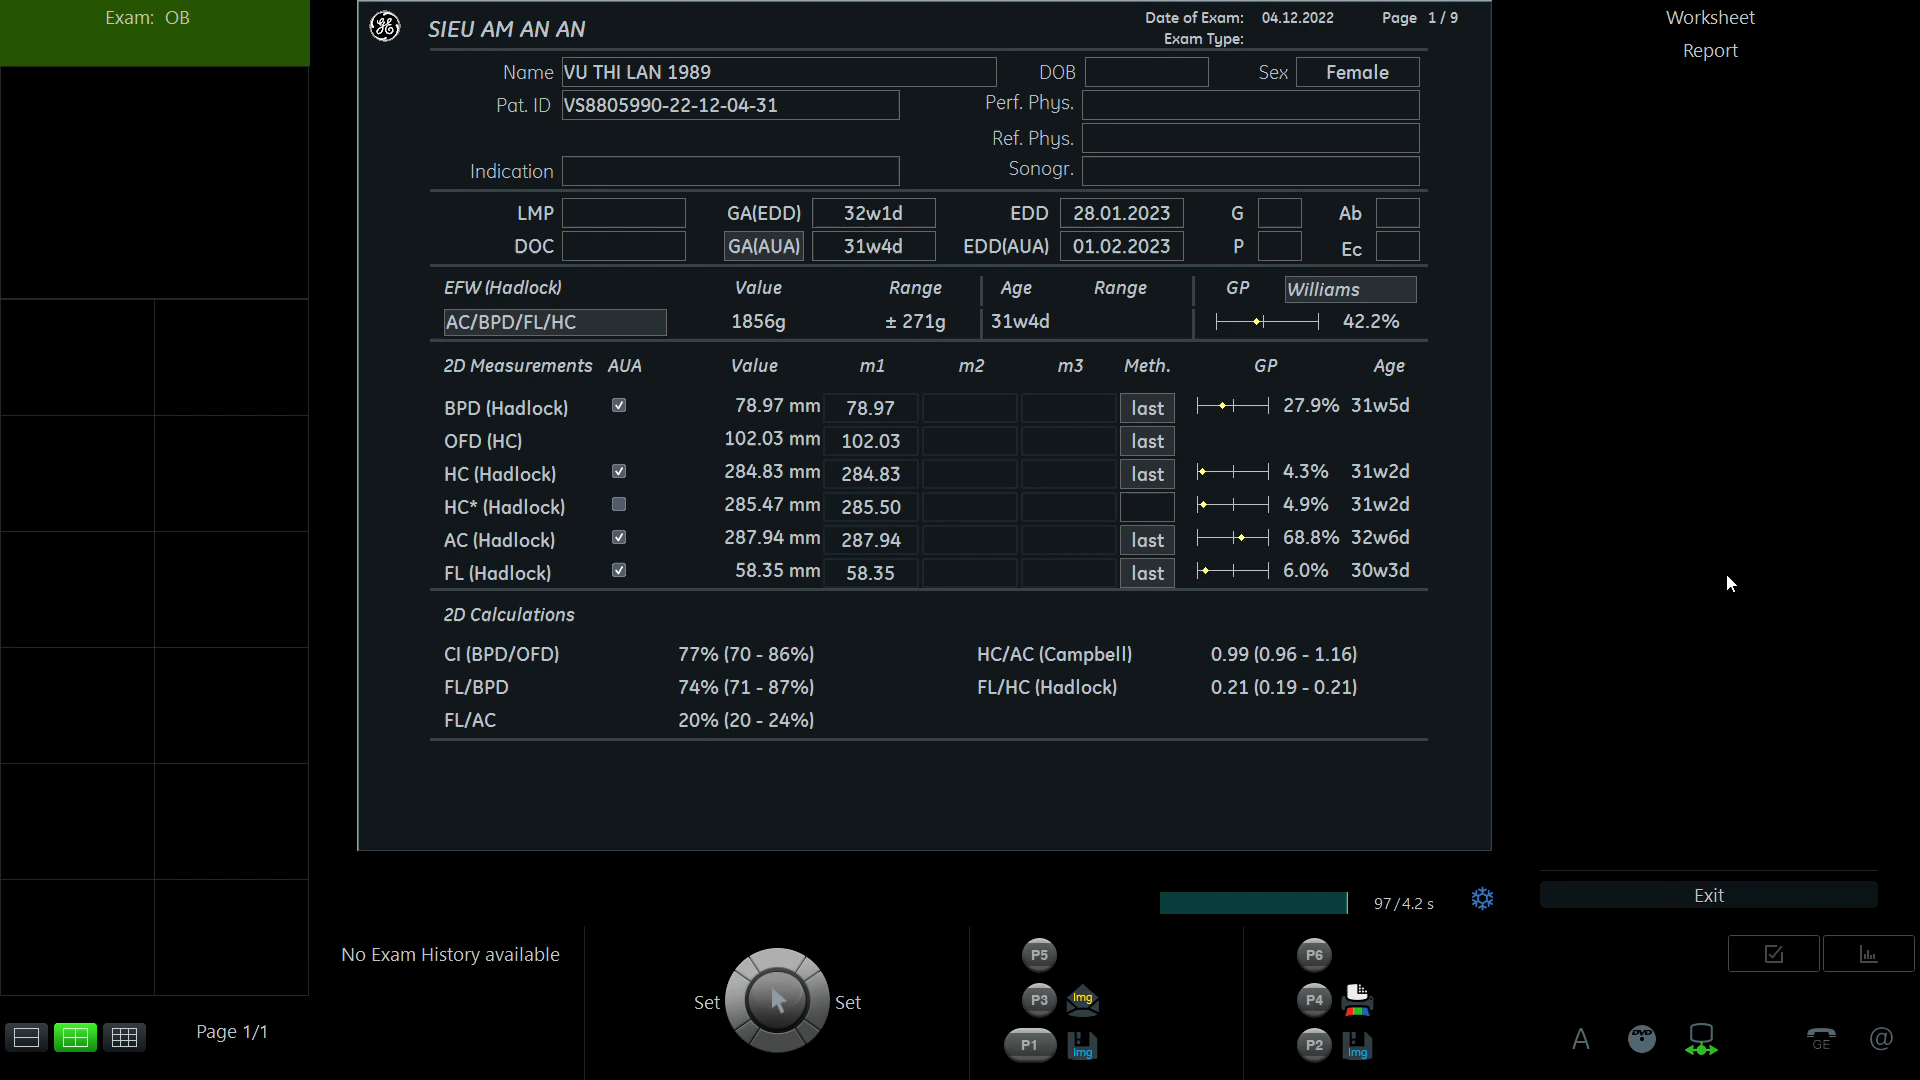 Exam: OB
SIEU AM AN AN
Date of Exam: 04.12.2022 Page 1 / 9
Exam Type:
Worksheet
Report
Name VU THI LAN 1989 DOB Sex Female
Pat. ID VS8805990-22-12-04-31 Perf. Phys.
Ref. Phys.
Indication Sonogr.
LMP GA(EDD) 32w1d EDD 28.01.2023 G Ab
DOC GA(AUA) 31w4d EDD(AUA) 01.02.2023 P Ec
EFW (Hadlock) Value Range Age Range GP Williams
AC/BPD/FL/HC 1856g ± 271g 31w4d 42.2%
2D Measurements AUA Value m1 m2 m3 Meth. GP Age
BPD (Hadlock) 78.97 mm 78.97 last 27.9% 31w5d
OFD (HC) 102.03 mm 102.03 last
HC (Hadlock) 284.83 mm 284.83 last 4.3% 31w2d
HC* (Hadlock) 285.47 mm 285.50 4.9% 31w2d
AC (Hadlock) 287.94 mm 287.94 last 68.8% 32w6d
FL (Hadlock) 58.35 mm 58.35 last 6.0% 30w3d
2D Calculations
CI (BPD/OFD) 77% (70 - 86%) HC/AC (Campbell) 0.99 (0.96 - 1.16)
FL/BPD 74% (71 - 87%) FL/HC (Hadlock) 0.21 (0.19 - 0.21)
FL/AC 20% (20 - 24%)
97 / 4.2 s
Exit
No Exam History available
Set Set
P5
P3 Img
P1 Img
P6
P4
P2 Img
Page 1/1
A DVD GE @